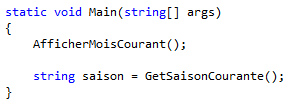 static void Main(string[] args)
{
    AfficherMoisCourant();

    string saison = GetSaisonCourante();
}